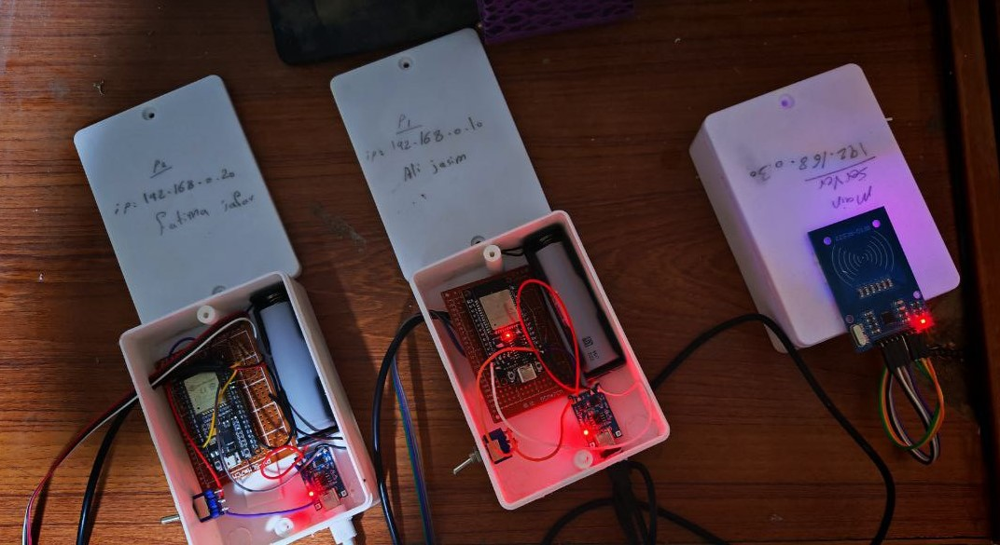 P2
ip: 192.168.0.20
fatima jafar
P1
ip: 192.168.0.10
Ali jasim
Main
server
192.168.0.30